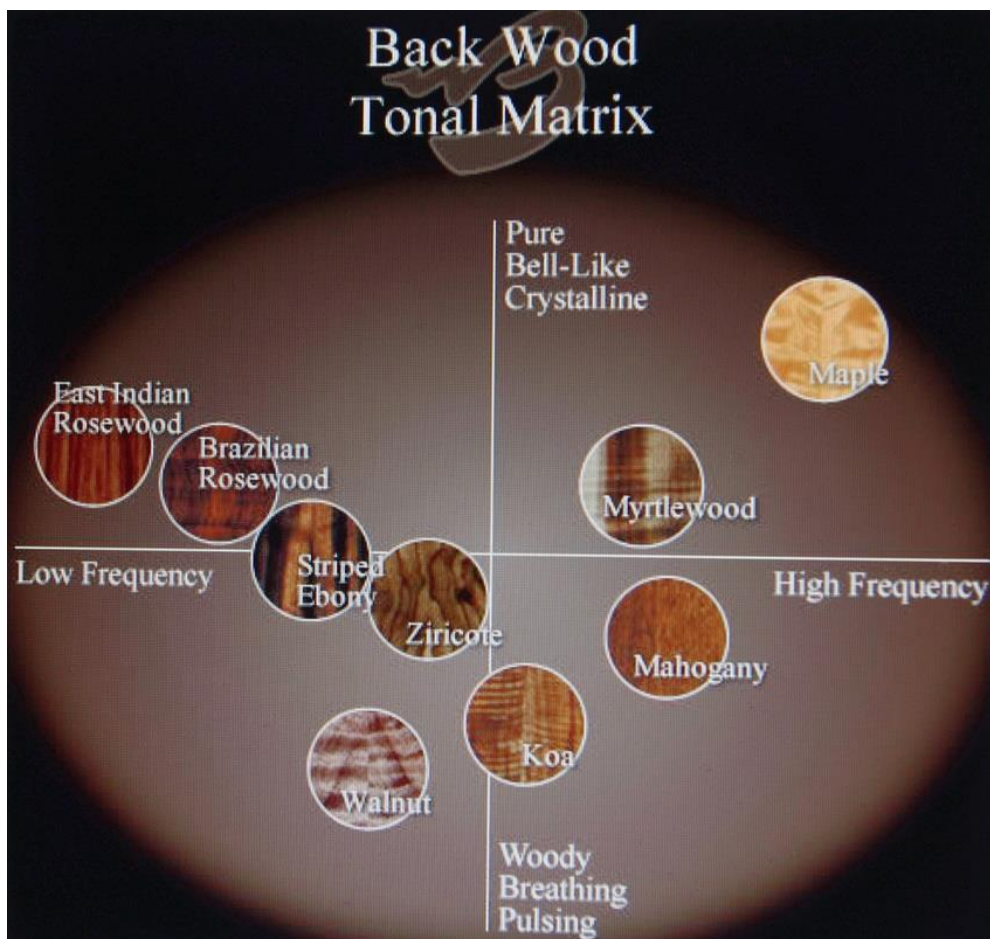 Back Wood
Tonal Matrix
Pure
Bell-Like
Crystalline
Maple
East Indian
Rosewood
Brazilian
Rosewood
Myrtlewood
Low Frequency
Striped
Ebony
High Frequency
Ziricote
Mahogany
Koa
Walnut
Woody
Breathing
Pulsing